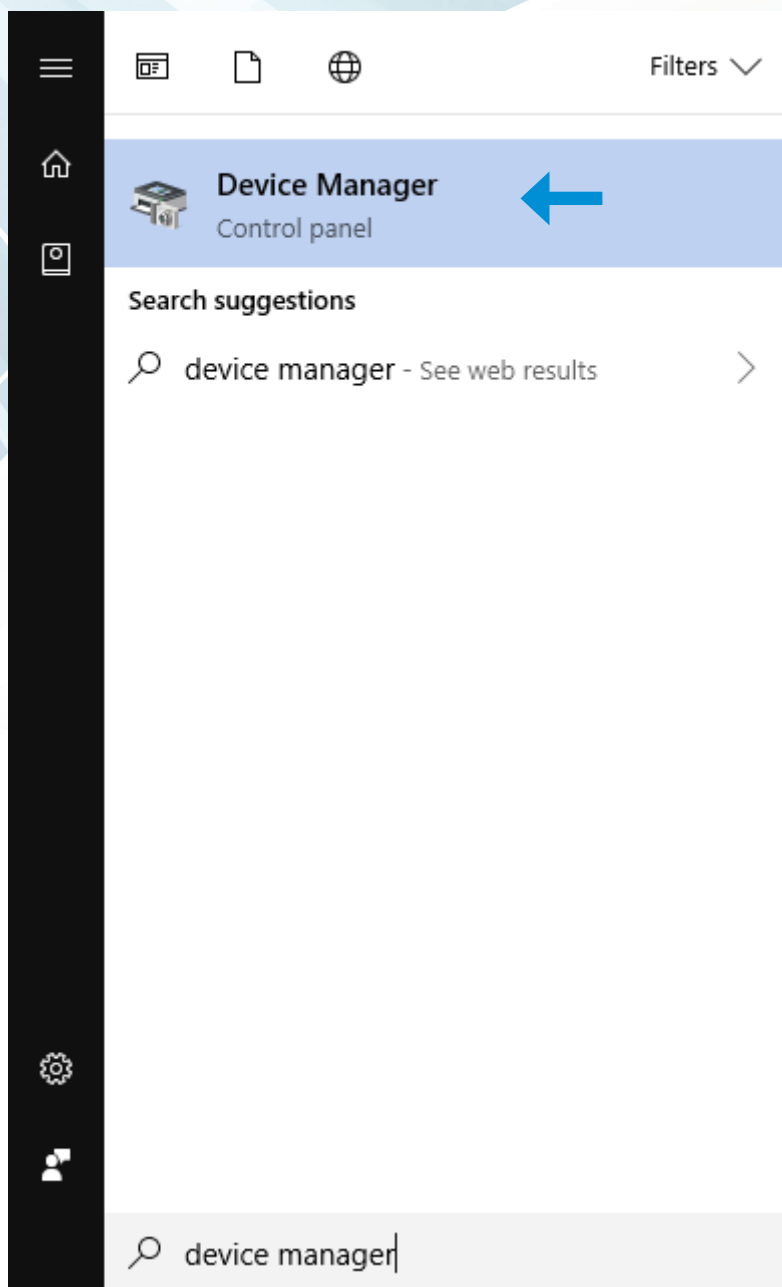 Filters
Device Manager
Control panel
Search suggestions
device manager - See web results
device manager